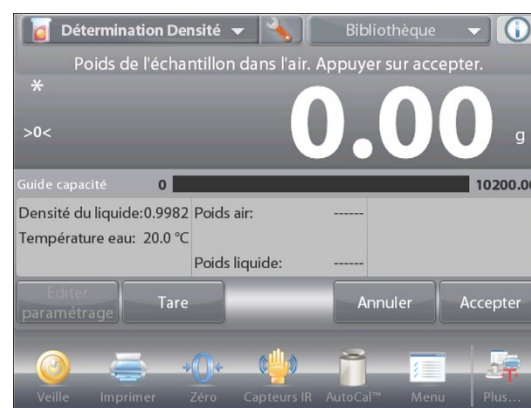 Détermination Densité Bibliothèque
Poids de l'échantillon dans l'air. Appuyer sur accepter.
*
>0<
0.00 g
Guide capacité 0 10200.00
Densité du liquide:0.9982 Poids air: ------
Température eau: 20.0 °C
Poids liquide: ------
Editer paramétrage
Tare Annuler Accepter
Veille Imprimer Zéro Capteurs IR AutoCal™ Menu Plus...